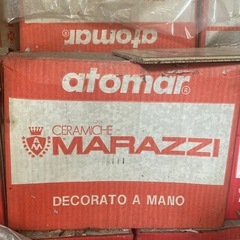 atomar
atomar®
CERAMICHE
MARAZZI
DECORATO A MANO